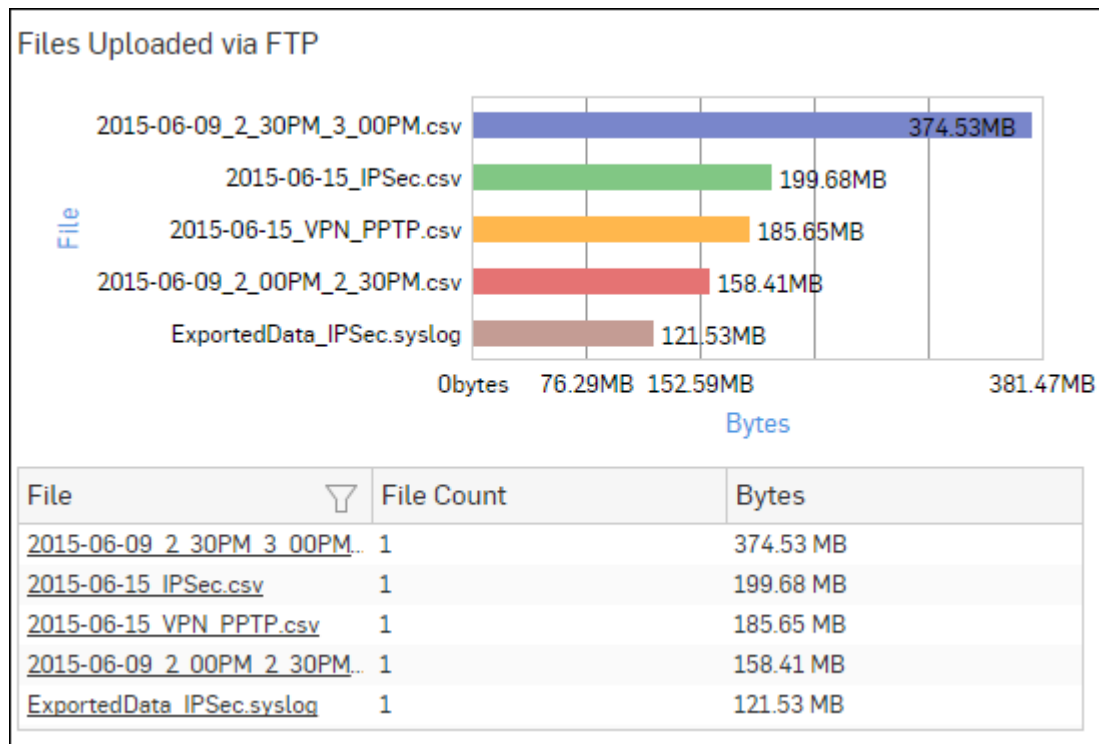 Files Uploaded via FTP
2015-06-09_2_30PM_3_00PM.csv 374.53MB
2015-06-15_IPSec.csv 199.68MB
File
2015-06-15_VPN_PPTP.csv 185.65MB
2015-06-09_2_00PM_2_30PM.csv 158.41MB
ExportedData_IPSec.syslog 121.53MB
0bytes 76.29MB 152.59MB 381.47MB
Bytes
File File Count Bytes
2015-06-09_2_30PM_3_00PM... 1 374.53 MB
2015-06-15_IPSec.csv 1 199.68 MB
2015-06-15_VPN_PPTP.csv 1 185.65 MB
2015-06-09_2_00PM_2_30PM... 1 158.41 MB
ExportedData_IPSec.syslog 1 121.53 MB